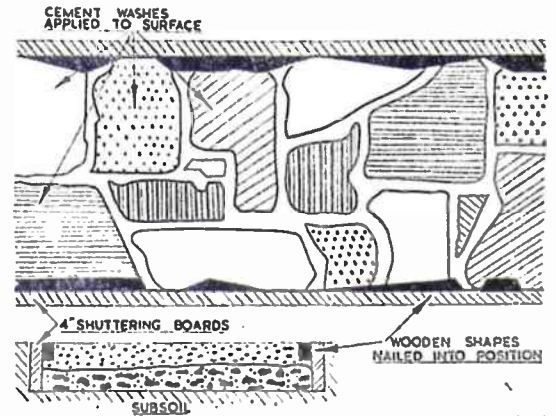 CEMENT WASHES
APPLIED TO SURFACE
4" SHUTTERING BOARDS
WOODEN SHAPES
NAILED INTO POSITION
SUBSOIL